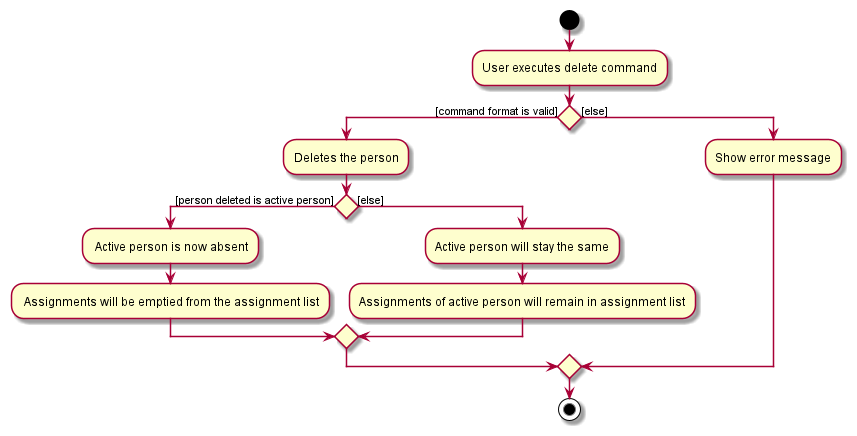 User executes delete command
[command format is valid]
[else]
Deletes the person
Show error message
[person deleted is active person]
[else]
Active person is now absent
Active person will stay the same
Assignments will be emptied from the assignment list
Assignments of active person will remain in assignment list